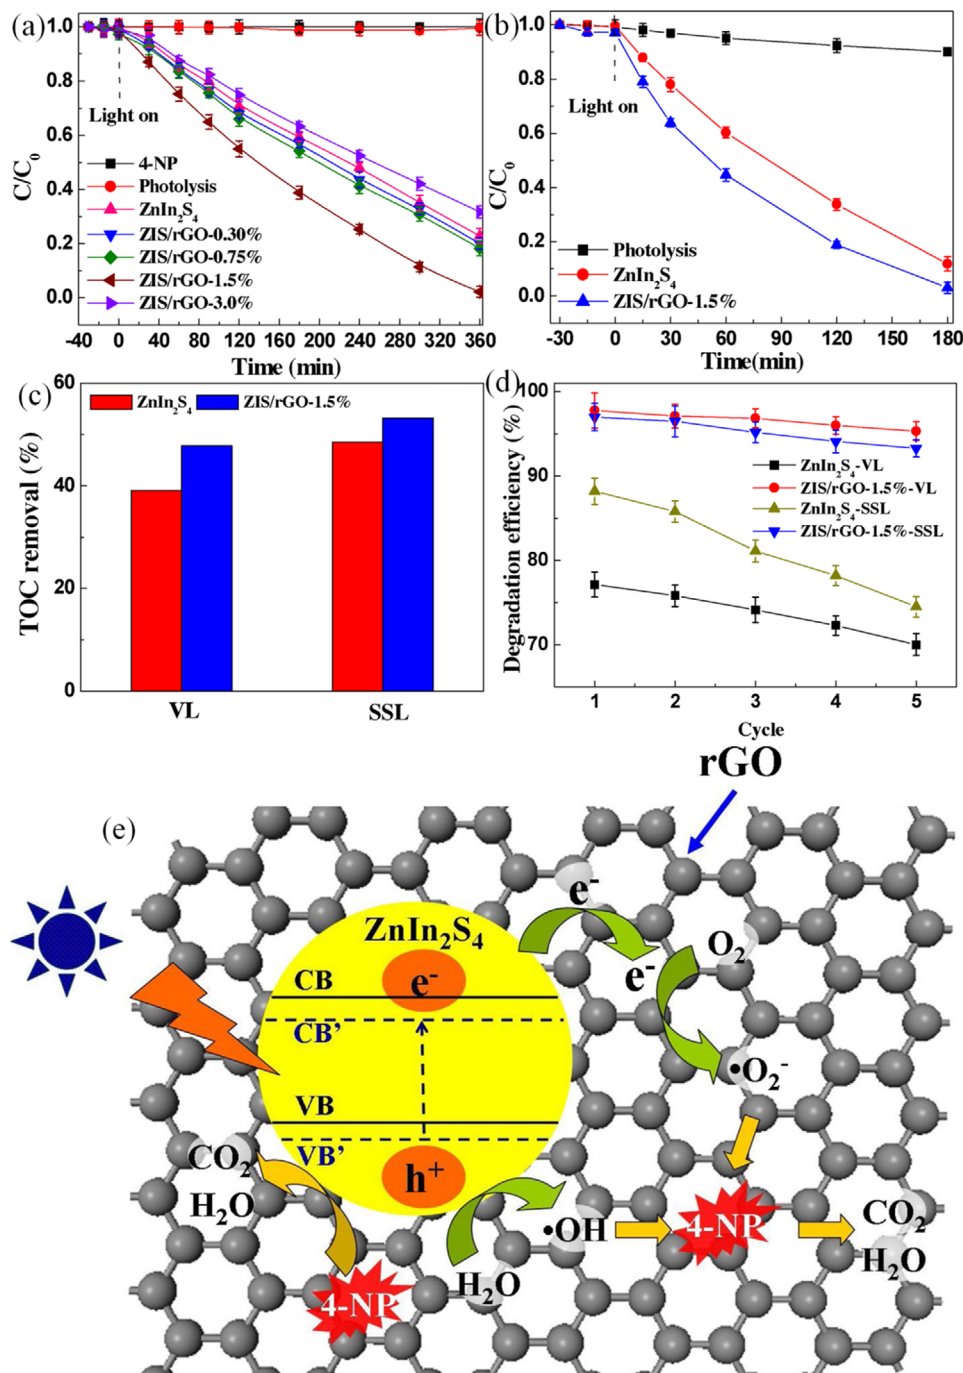 (a)
1.0
0.8
0.6
0.4
0.2
0.0
C/C0
Light on
4-NP
Photolysis
ZnIn2S4
ZIS/rGO-0.30%
ZIS/rGO-0.75%
ZIS/rGO-1.5%
ZIS/rGO-3.0%
-40 0 40 80 120 160 200 240 280 320 360
Time (min)
(b)
1.0
0.8
0.6
0.4
0.2
0.0
C/C0
Light on
Photolysis
ZnIn2S4
ZIS/rGO-1.5%
-30 0 30 60 90 120 150 180
Time(min)
(c)
60
40
20
0
TOC removal (%)
ZnIn2S4 ZIS/rGO-1.5%
VL SSL
(d)
100
90
80
70
Degradation efficiency (%)
ZnIn2S4-VL
ZIS/rGO-1.5%-VL
ZnIn2S4-SSL
ZIS/rGO-1.5%-SSL
1 2 3 4 5
Cycle
rGO
(e)
e-
ZnIn2S4
O2
e-
e-
CB
CB'
•O2-
VB
VB'
CO2
h+
H2O
•OH
4-NP
CO2
H2O
H2O
4-NP